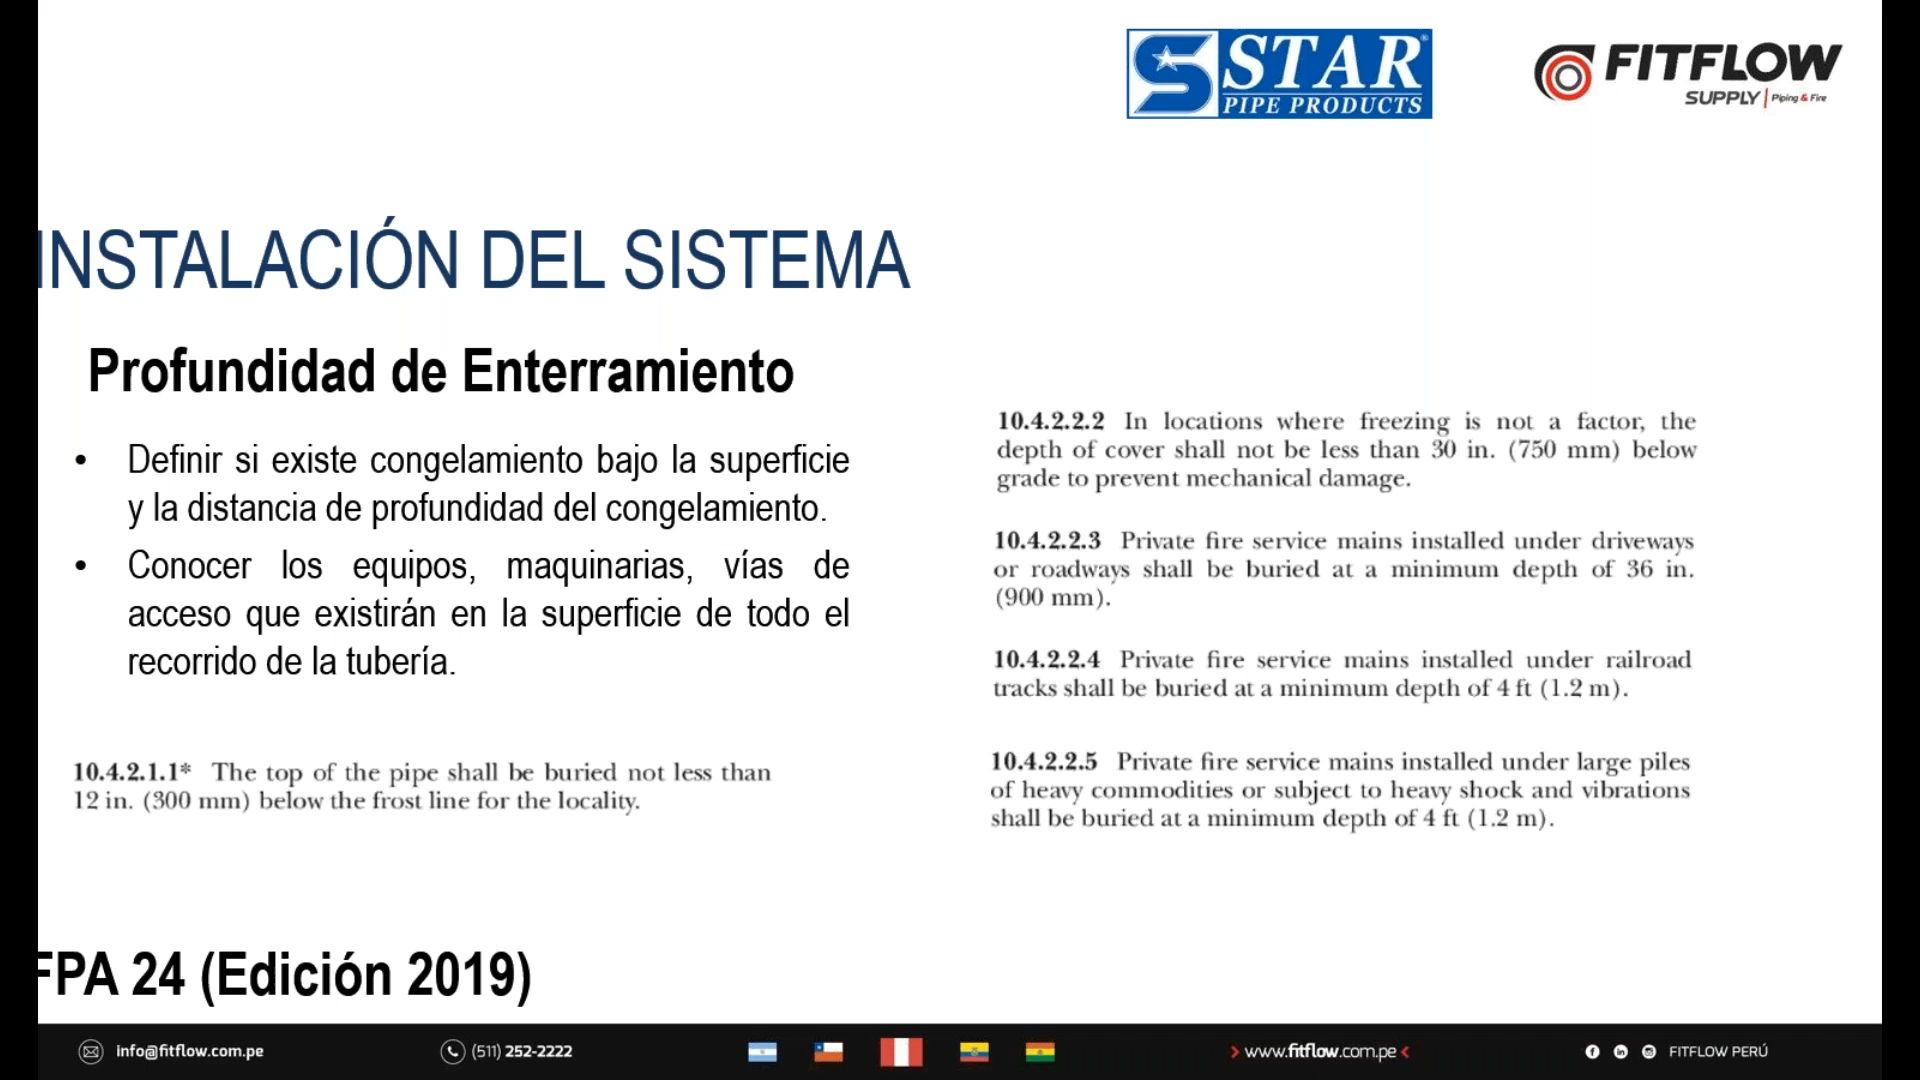 STAR
PIPE PRODUCTS
FITFLOW
SUPPLY | Piping & Fire
INSTALACIÓN DEL SISTEMA
Profundidad de Enterramiento
• Definir si existe congelamiento bajo la superficie
y la distancia de profundidad del congelamiento.
• Conocer los equipos, maquinarias, vías de
acceso que existirán en la superficie de todo el
recorrido de la tubería.
10.4.2.1.1* The top of the pipe shall be buried not less than
12 in. (300 mm) below the frost line for the locality.
10.4.2.2.2 In locations where freezing is not a factor, the
depth of cover shall not be less than 30 in. (750 mm) below
grade to prevent mechanical damage.
10.4.2.2.3 Private fire service mains installed under driveways
or roadways shall be buried at a minimum depth of 36 in.
(900 mm).
10.4.2.2.4 Private fire service mains installed under railroad
tracks shall be buried at a minimum depth of 4 ft (1.2 m).
10.4.2.2.5 Private fire service mains installed under large piles
of heavy commodities or subject to heavy shock and vibrations
shall be buried at a minimum depth of 4 ft (1.2 m).
FPA 24 (Edición 2019)
info@fitflow.com.pe
(511) 252-2222
www.fitflow.com.pe
FITFLOW PERÚ